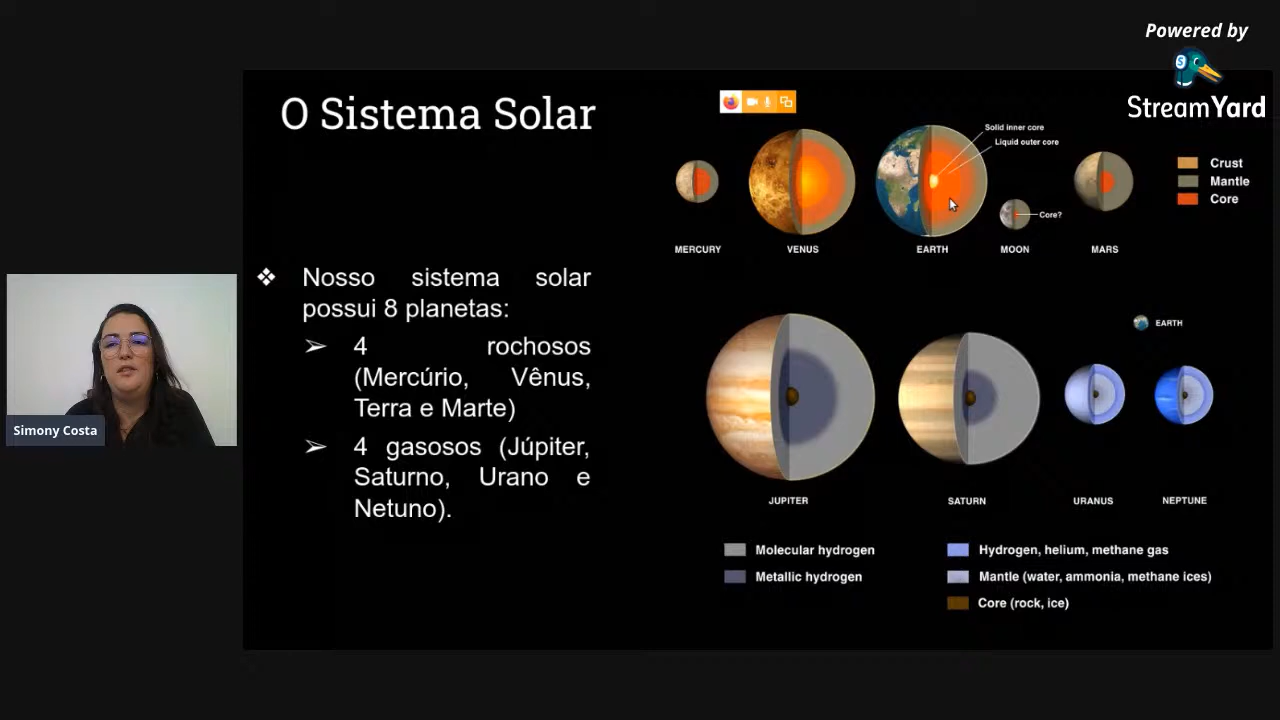 Powered by
StreamYard
O Sistema Solar
Solid inner core
Liquid outer core
Core?
Crust
Mantle
Core
MERCURY
VENUS
EARTH
MOON
MARS
❖ Nosso sistema solar
possui 8 planetas:
➢ 4 rochosos
(Mercúrio, Vênus,
Terra e Marte)
➢ 4 gasosos (Júpiter,
Saturno, Urano e
Netuno).
Simony Costa
EARTH
JUPITER
SATURN
URANUS
NEPTUNE
Molecular hydrogen
Metallic hydrogen
Hydrogen, helium, methane gas
Mantle (water, ammonia, methane ices)
Core (rock, ice)